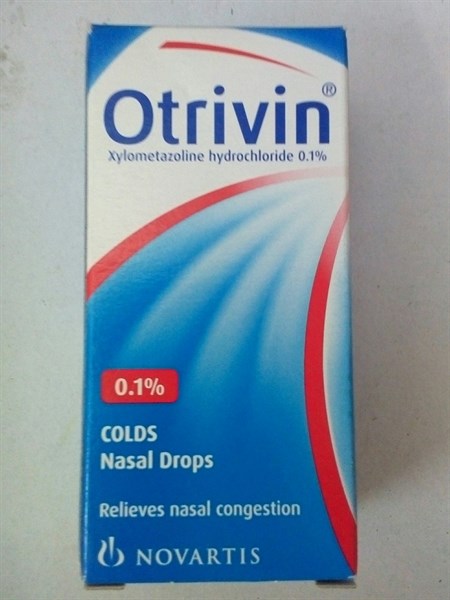 Otrivin®
Xylometazoline hydrochloride 0.1%
0.1%
COLDS
Nasal Drops
Relieves nasal congestion
NOVARTIS